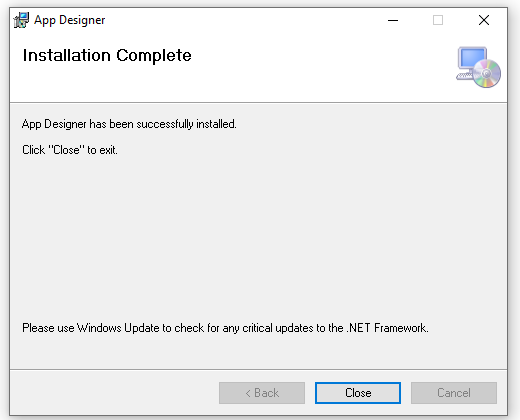 App Designer
Installation Complete
App Designer has been successfully installed.
Click "Close" to exit.
Please use Windows Update to check for any critical updates to the .NET Framework.
< Back
Close
Cancel